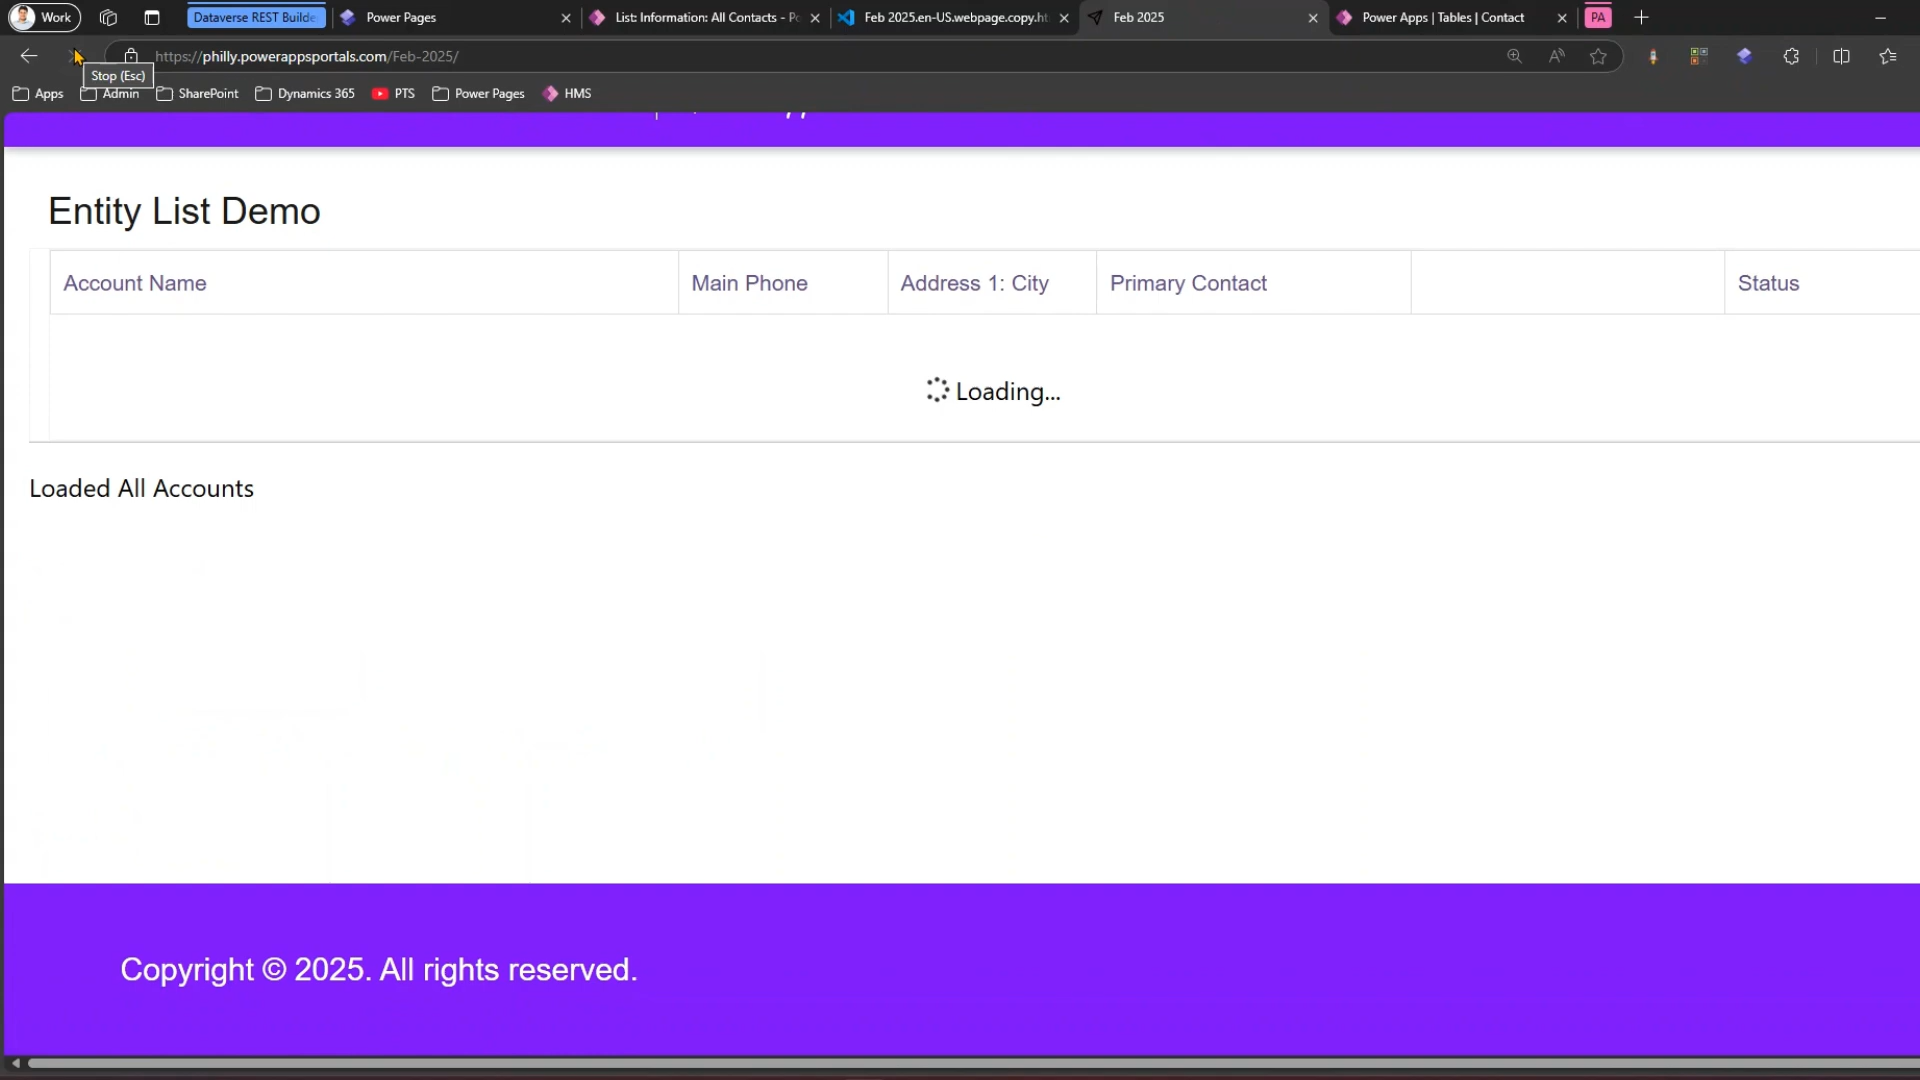 Work
Dataverse REST Builde
Power Pages
List: Information: All Contacts - Po
Feb 2025.en-US.webpage.copy.ht
Feb 2025
Power Apps | Tables | Contact
PA
https://philly.powerappsportals.com/Feb-2025/
Stop (Esc)
Apps
Admin
SharePoint
Dynamics 365
PTS
Power Pages
HMS
Entity List Demo
Account Name
Main Phone
Address 1: City
Primary Contact
Status
Loading...
Loaded All Accounts
Copyright © 2025. All rights reserved.